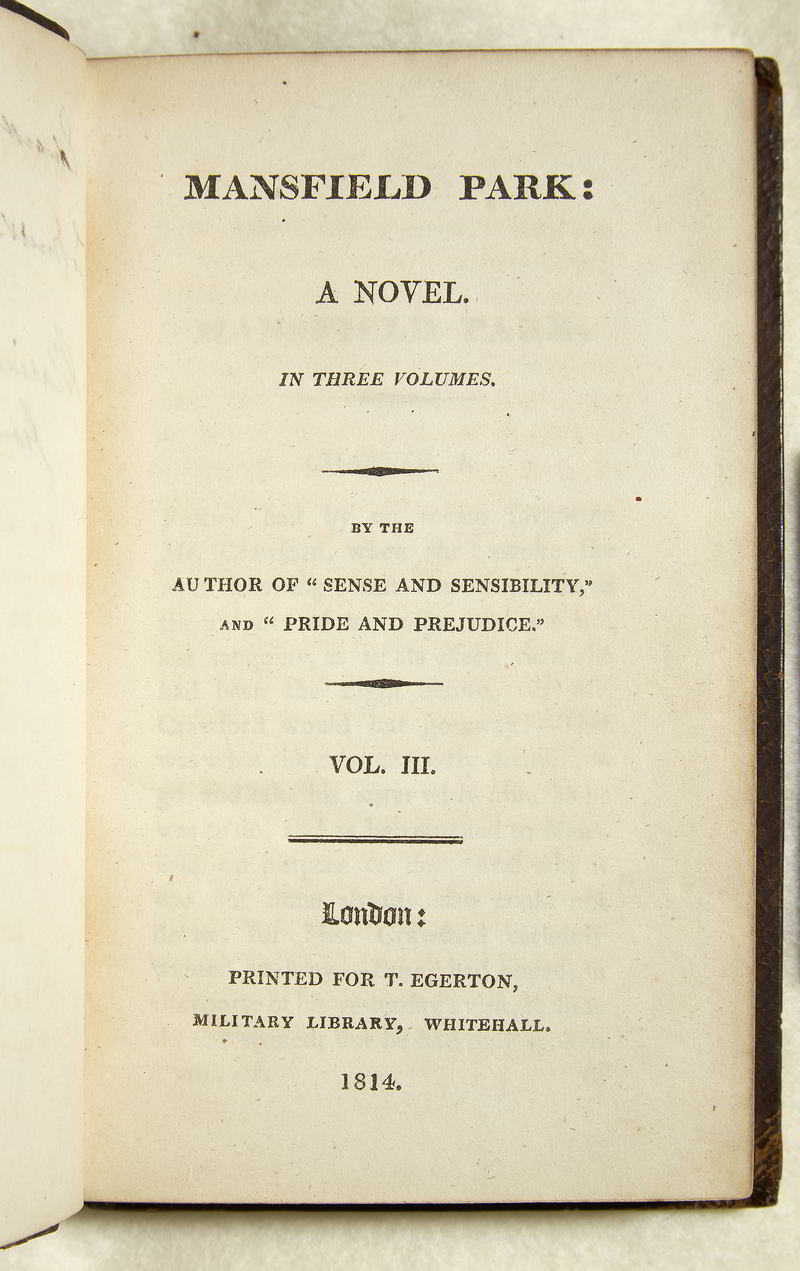 MANSFIELD PARK:
A NOVEL.
IN THREE VOLUMES.
BY THE
AUTHOR OF “ SENSE AND SENSIBILITY,”
AND “ PRIDE AND PREJUDICE.”
VOL. III.
London:
PRINTED FOR T. EGERTON,
MILITARY LIBRARY, WHITEHALL.
1814.